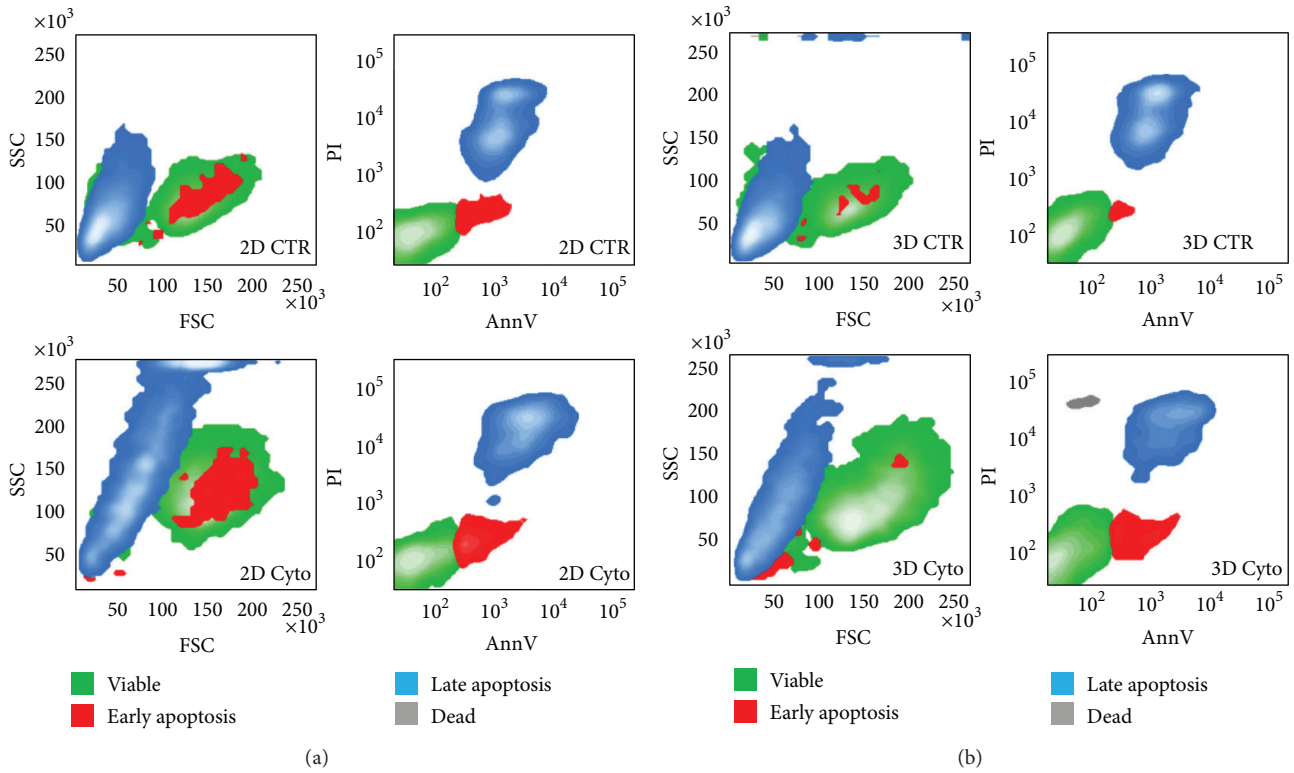 ×10³
250
200
150
100
50
SSC
2D CTR
50 100 150 200 250
×10³
FSC
10⁵
10⁴
10³
10²
PI
2D CTR
10² 10³ 10⁴ 10⁵
AnnV
×10³
250
200
150
100
50
SSC
2D Cyto
50 100 150 200 250
×10³
FSC
10⁵
10⁴
10³
10²
PI
2D Cyto
10² 10³ 10⁴ 10⁵
AnnV
Viable
Early apoptosis
Late apoptosis
Dead
(a)
×10³
250
200
150
100
50
SSC
3D CTR
50 100 150 200 250
×10³
FSC
10⁵
10⁴
10³
10²
PI
3D CTR
10² 10³ 10⁴ 10⁵
AnnV
×10³
250
200
150
100
50
SSC
3D Cyto
50 100 150 200 250
×10³
FSC
10⁵
10⁴
10³
10²
PI
3D Cyto
10² 10³ 10⁴ 10⁵
AnnV
Viable
Early apoptosis
Late apoptosis
Dead
(b)